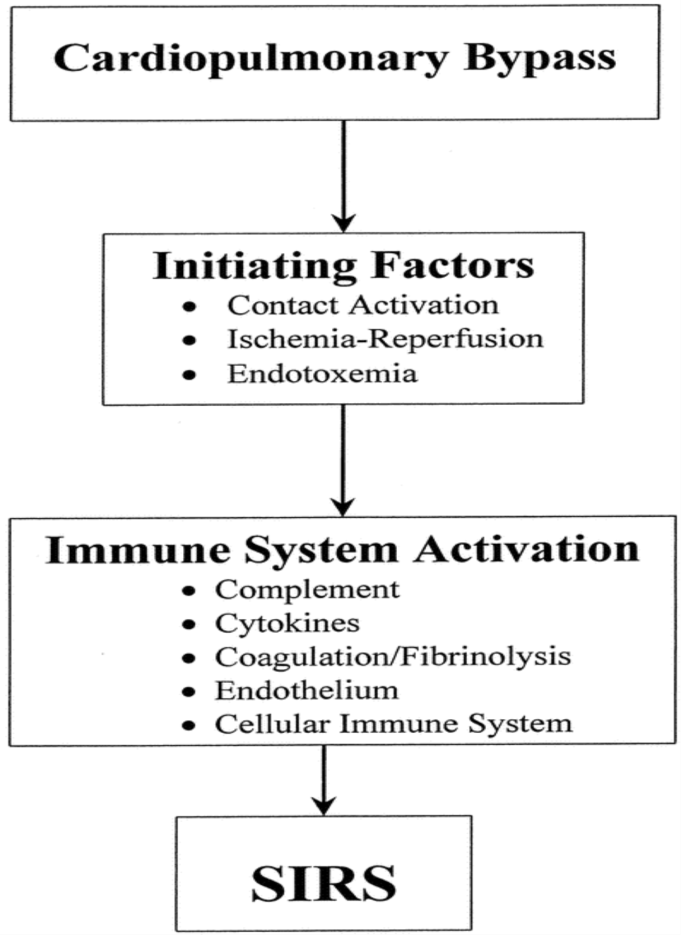 Cardiopulmonary Bypass
Initiating Factors
• Contact Activation
• Ischemia-Reperfusion
• Endotoxemia
Immune System Activation
• Complement
• Cytokines
• Coagulation/Fibrinolysis
• Endothelium
• Cellular Immune System
SIRS